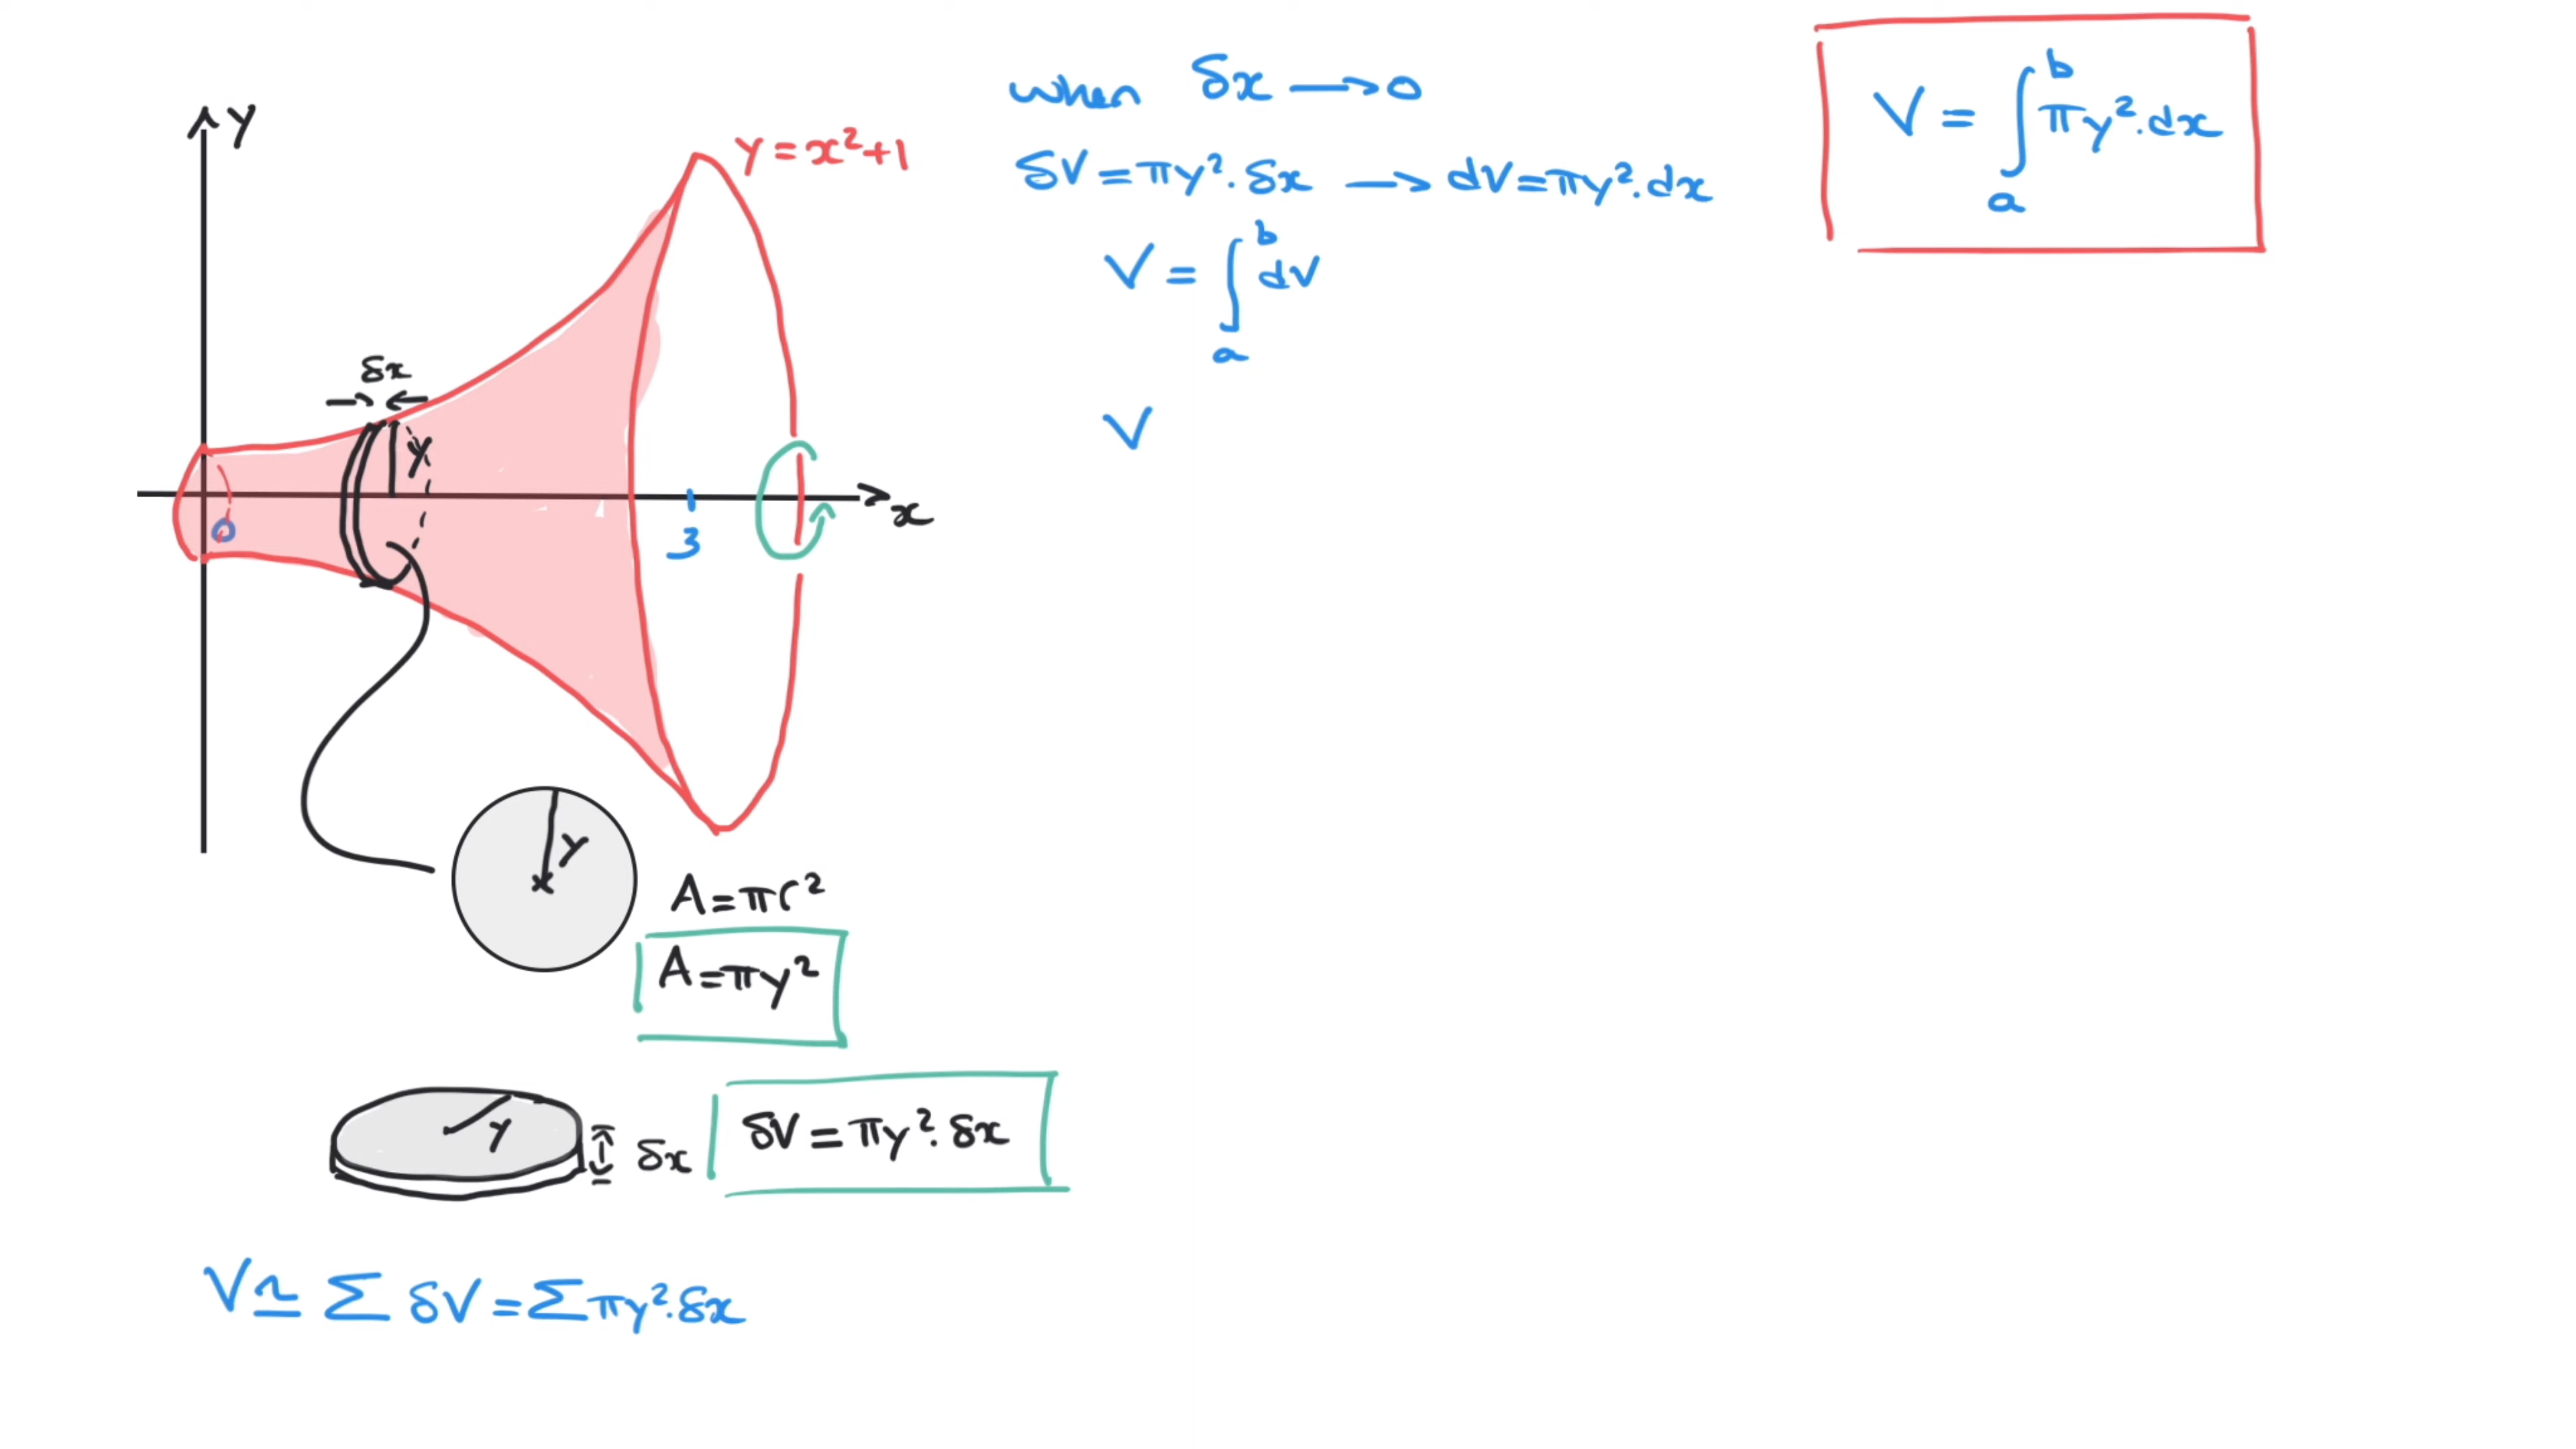 y
y = x²+1
δx
y
x
0
3
y
A=πr²
A=πy²
y
δx
δV=πy².δx
V≃ Σ δV = Σπy².δx
when δx → 0
δV=πy².δx → dV=πy².dx
V = ∫ₐᵇ dV
V
V = ∫ₐᵇ πy².dx